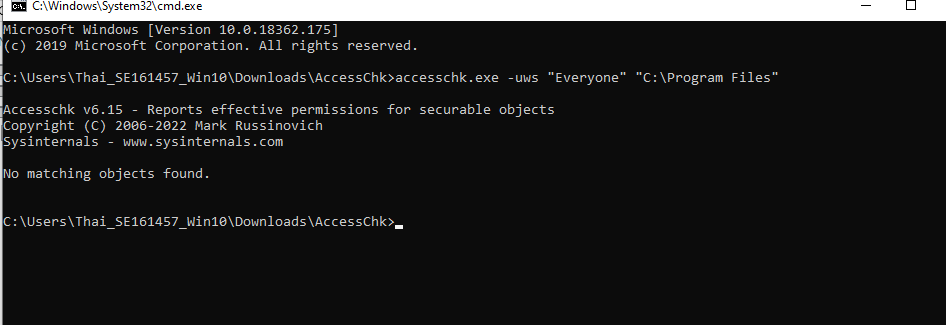 C:\Windows\System32\cmd.exe
Microsoft Windows [Version 10.0.18362.175]
(c) 2019 Microsoft Corporation. All rights reserved.
C:\Users\Thai_SE161457_Win10\Downloads\AccessChk>accesschk.exe -uws "Everyone" "C:\Program Files"
Accesschk v6.15 - Reports effective permissions for securable objects
Copyright (C) 2006-2022 Mark Russinovich
Sysinternals - www.sysinternals.com
No matching objects found.
C:\Users\Thai_SE161457_Win10\Downloads\AccessChk>